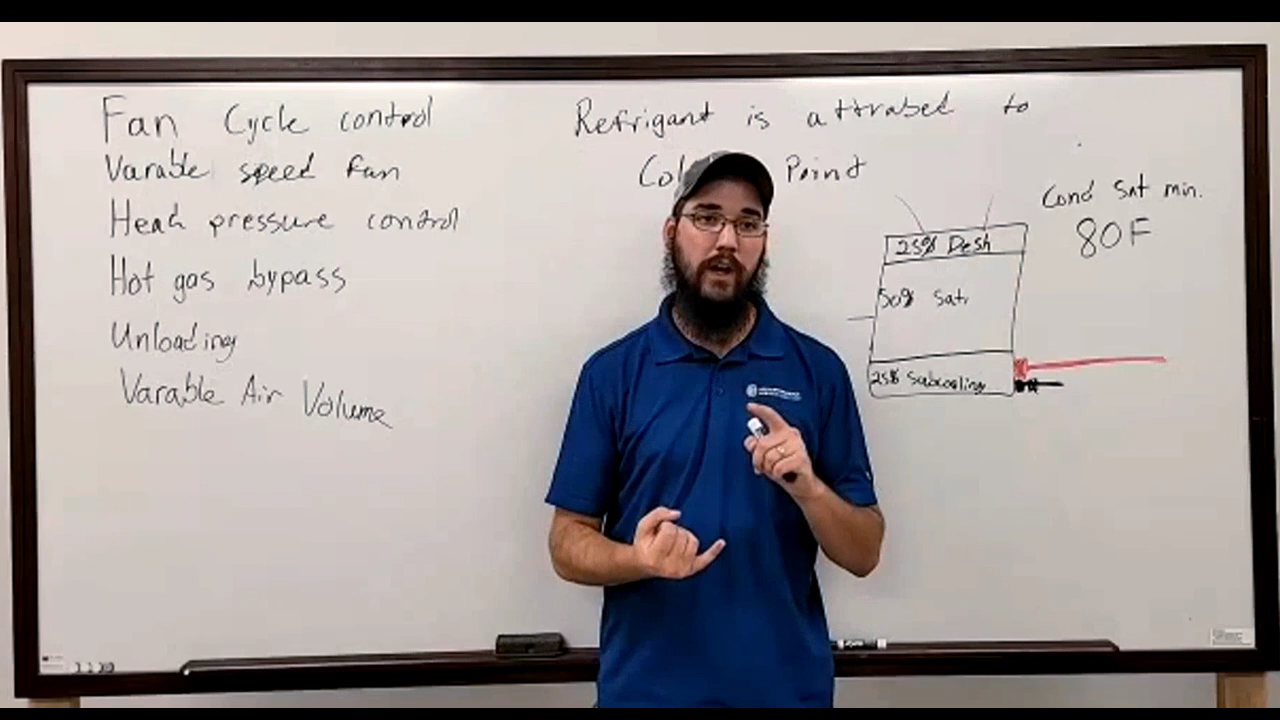 Fan Cycle control
Varable speed fan
Head pressure control
Hot gas bypass
Unloading
Varable Air Volume
Refrigant is attrabed to
Point
Cond Sat min.
80F
25% Desh
50% Sat
25% Subcooling